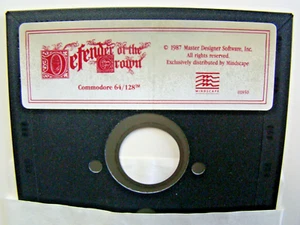 Defender of the
Crown
Commodore 64/128™
© 1987 Master Designer Software, Inc.
All rights reserved.
Exclusively distributed by Mindscape
MINDSCAPE